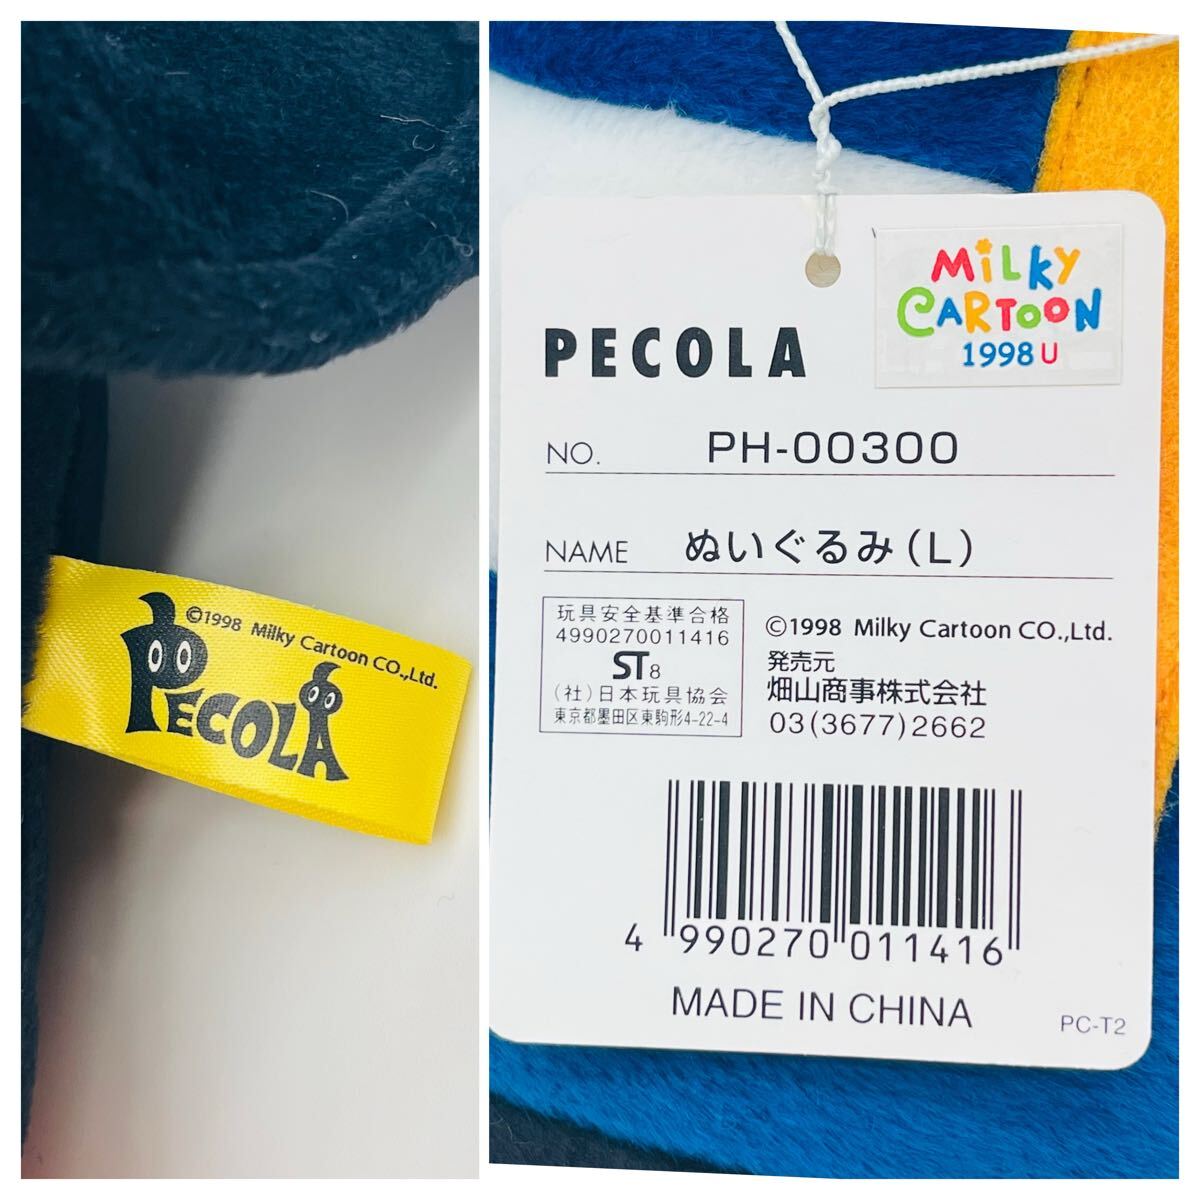 ©1998 Milky Cartoon CO.,Ltd.
PECOLA
MiLKY
CARTOON
1998 U
PECOLA
NO. PH-00300
NAME ぬいぐるみ(L)
玩具安全基準合格
4990270011416
ST8
(社)日本玩具協会
東京都墨田区東駒形4-22-4
©1998 Milky Cartoon CO.,Ltd.
発売元
畑山商事株式会社
03(3677)2662
4 990270 011416
MADE IN CHINA
PC-T2